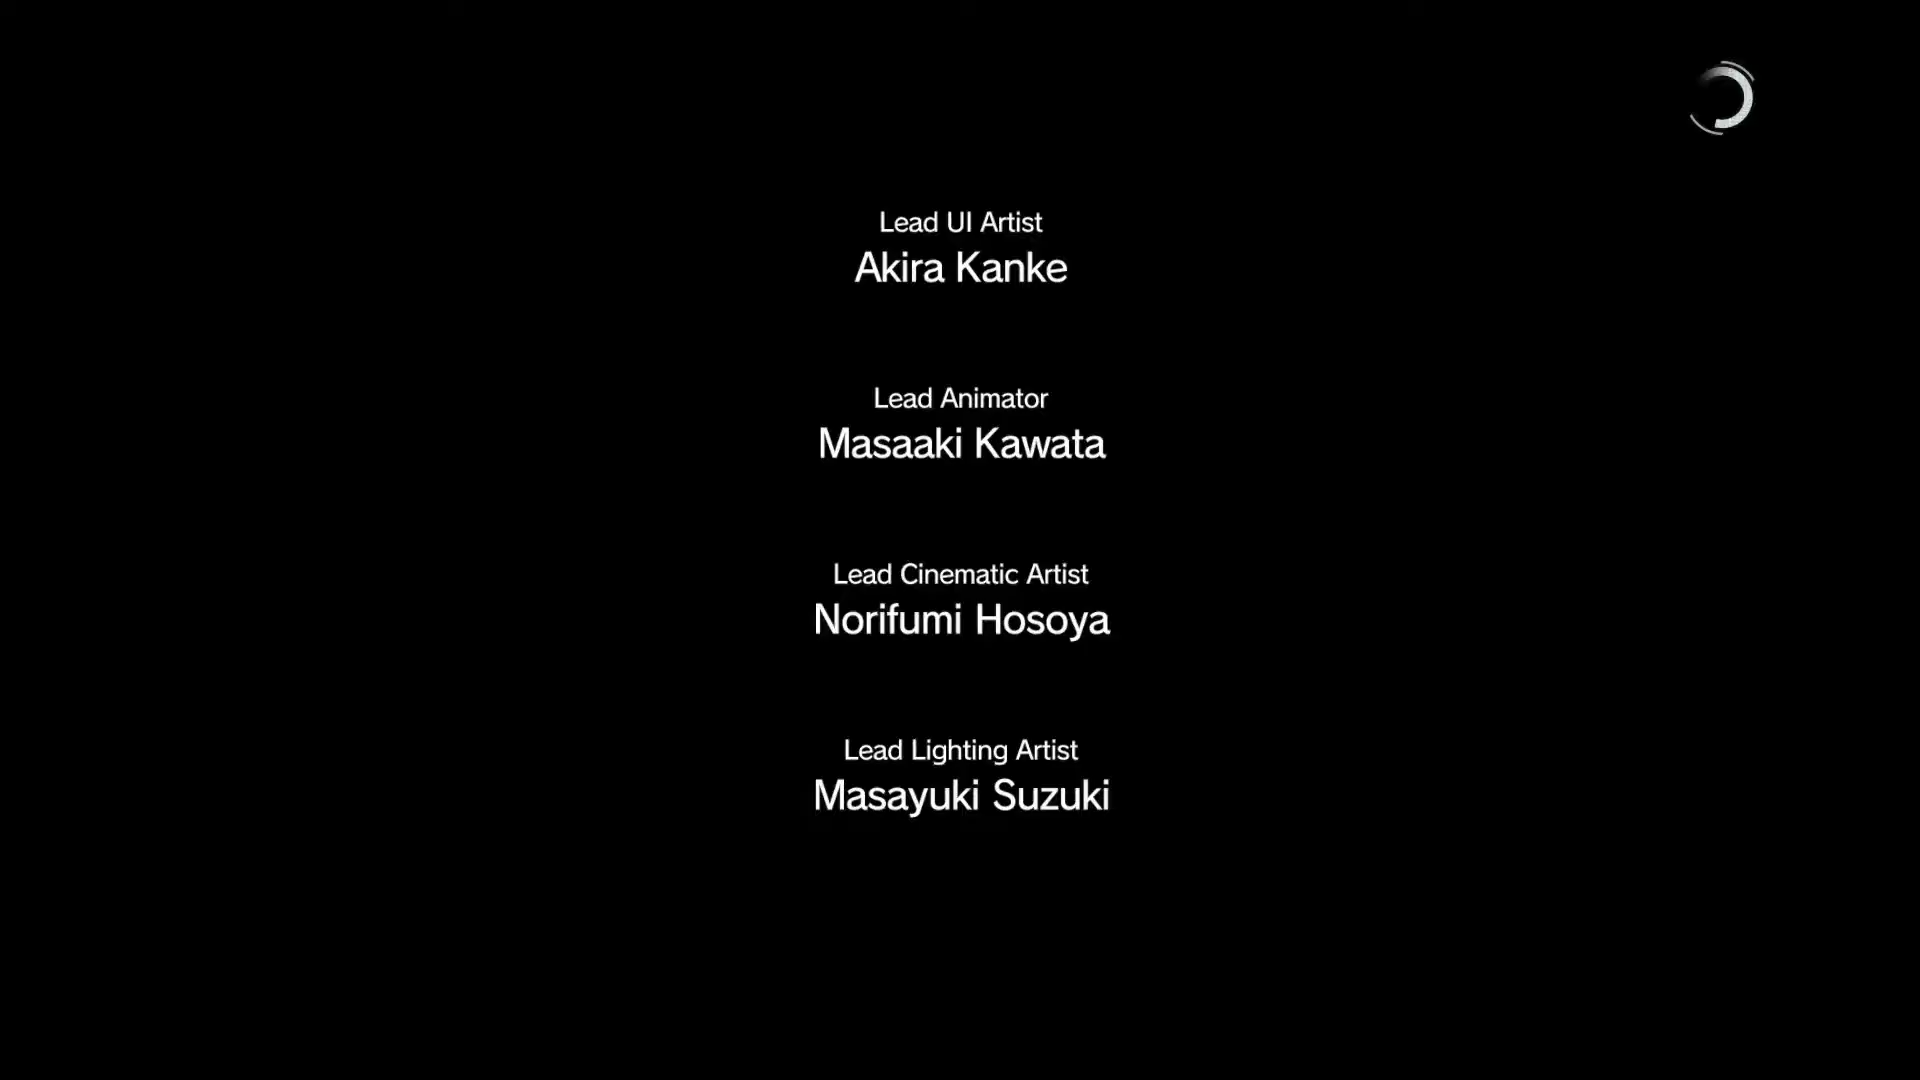 Lead UI Artist
Akira Kanke
Lead Animator
Masaaki Kawata
Lead Cinematic Artist
Norifumi Hosoya
Lead Lighting Artist
Masayuki Suzuki